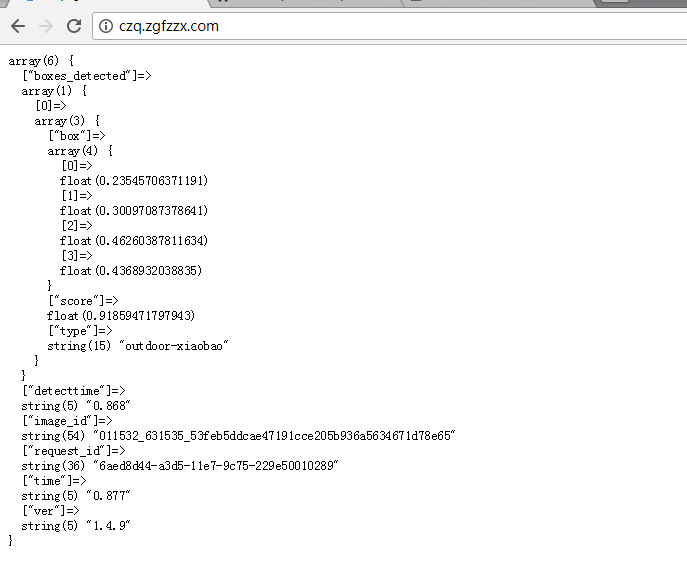 czq.zgfzzx.com
array(6) {
  ["boxes_detected"]=>
  array(1) {
    [0]=>
    array(3) {
      ["box"]=>
      array(4) {
        [0]=>
        float(0.23545706371191)
        [1]=>
        float(0.30097087378641)
        [2]=>
        float(0.46260387811634)
        [3]=>
        float(0.4368932038835)
      }
      ["score"]=>
      float(0.91859471797943)
      ["type"]=>
      string(15) "outdoor-xiaobao"
    }
  }
  ["detecttime"]=>
  string(5) "0.868"
  ["image_id"]=>
  string(54) "011532_631535_53feb5ddcae47191cce205b936a5634671d78e65"
  ["request_id"]=>
  string(36) "6aed8d44-a3d5-11e7-9c75-229e50010289"
  ["time"]=>
  string(5) "0.877"
  ["ver"]=>
  string(5) "1.4.9"
}